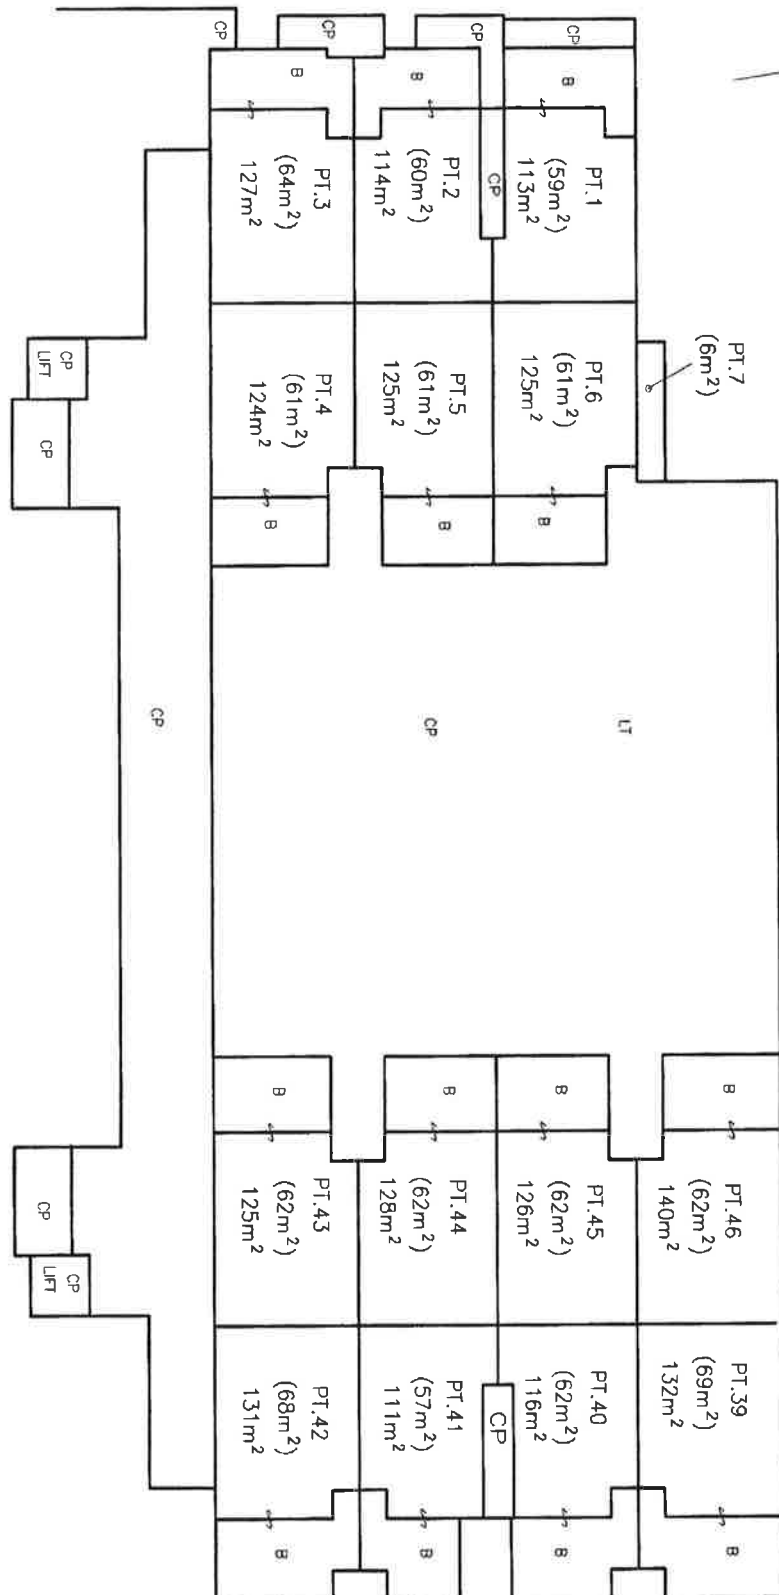 CP
CP
CP
CP
B
B
B
PT.3
(64m²)
127m²
PT.2
(60m²)
114m²
CP
PT.1
(59m²)
113m²
PT.7
(6m²)
CP
LIFT
CP
PT.4
(61m²)
124m²
PT.5
(61m²)
125m²
PT.6
(61m²)
125m²
B
B
B
CP
CP
LT
B
B
B
B
PT.43
(62m²)
125m²
PT.44
(62m²)
128m²
PT.45
(62m²)
126m²
PT.46
(62m²)
140m²
CP
CP
LIFT
PT.42
(68m²)
131m²
PT.41
(57m²)
111m²
CP
PT.40
(62m²)
116m²
PT.39
(69m²)
132m²
B
B
B
B